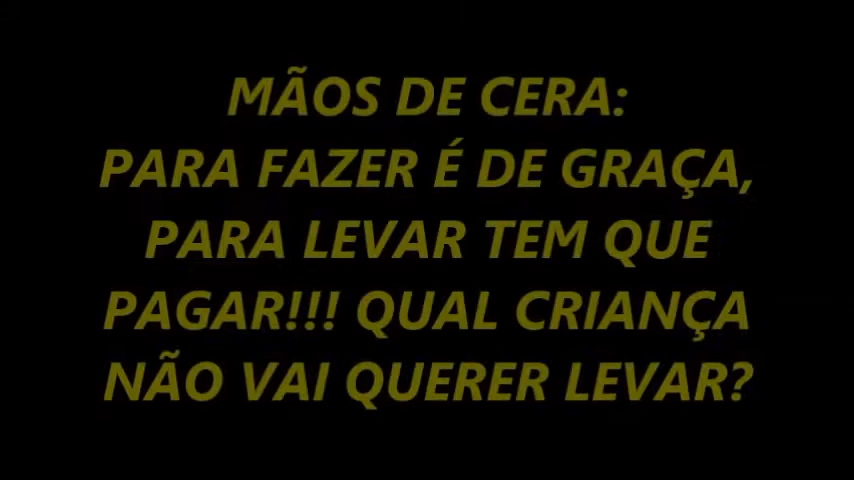 MÃOS DE CERA:
PARA FAZER É DE GRAÇA,
PARA LEVAR TEM QUE
PAGAR!!! QUAL CRIANÇA
NÃO VAI QUERER LEVAR?